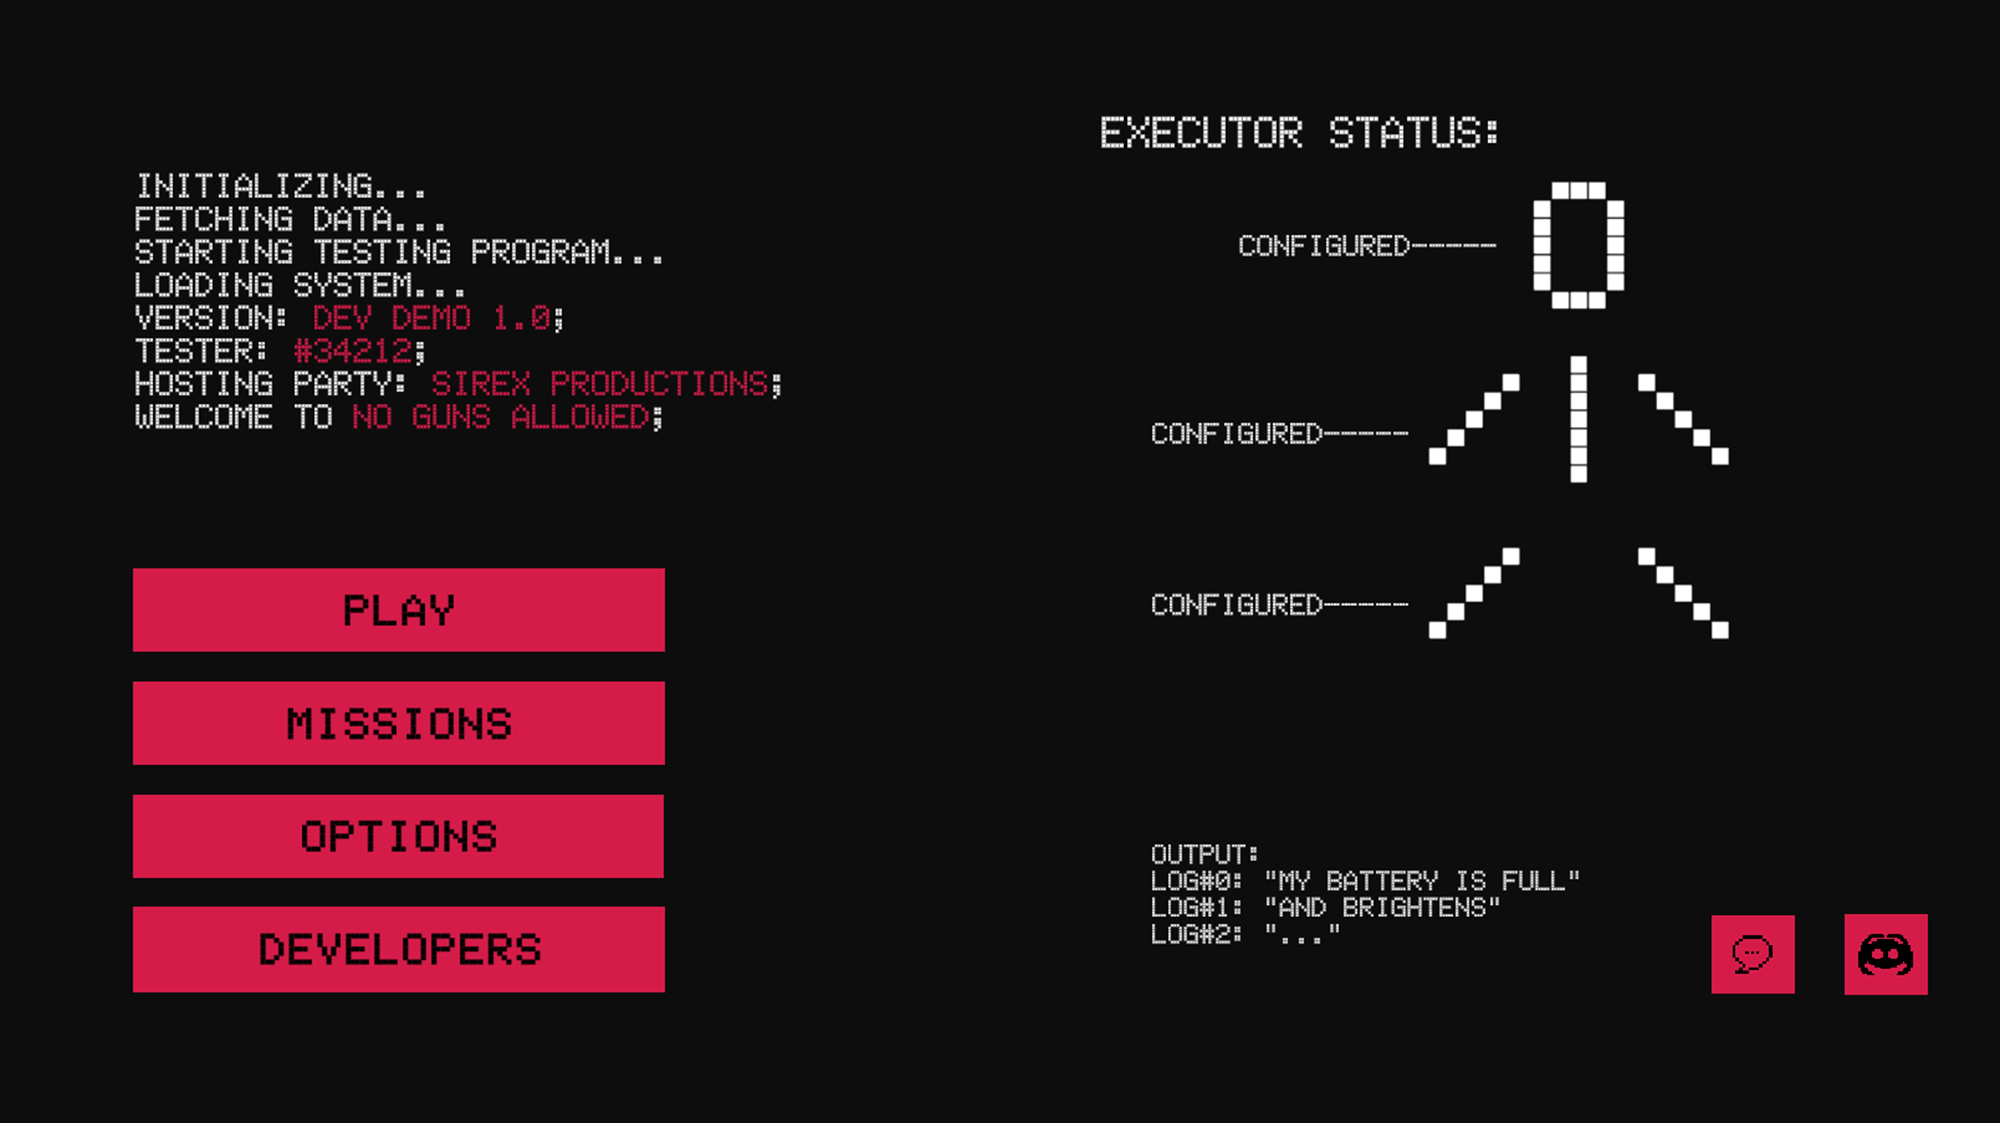 INITIALIZING...
FETCHING DATA...
STARTING TESTING PROGRAM...
LOADING SYSTEM...
VERSION: DEV DEMO 1.0;
TESTER: #34212;
HOSTING PARTY: SIREX PRODUCTIONS;
WELCOME TO NO GUNS ALLOWED;
PLAY
MISSIONS
OPTIONS
DEVELOPERS
EXECUTOR STATUS:
CONFIGURED-----
CONFIGURED-----
CONFIGURED-----
OUTPUT:
LOG#0: "MY BATTERY IS FULL"
LOG#1: "AND BRIGHTENS"
LOG#2: "..."